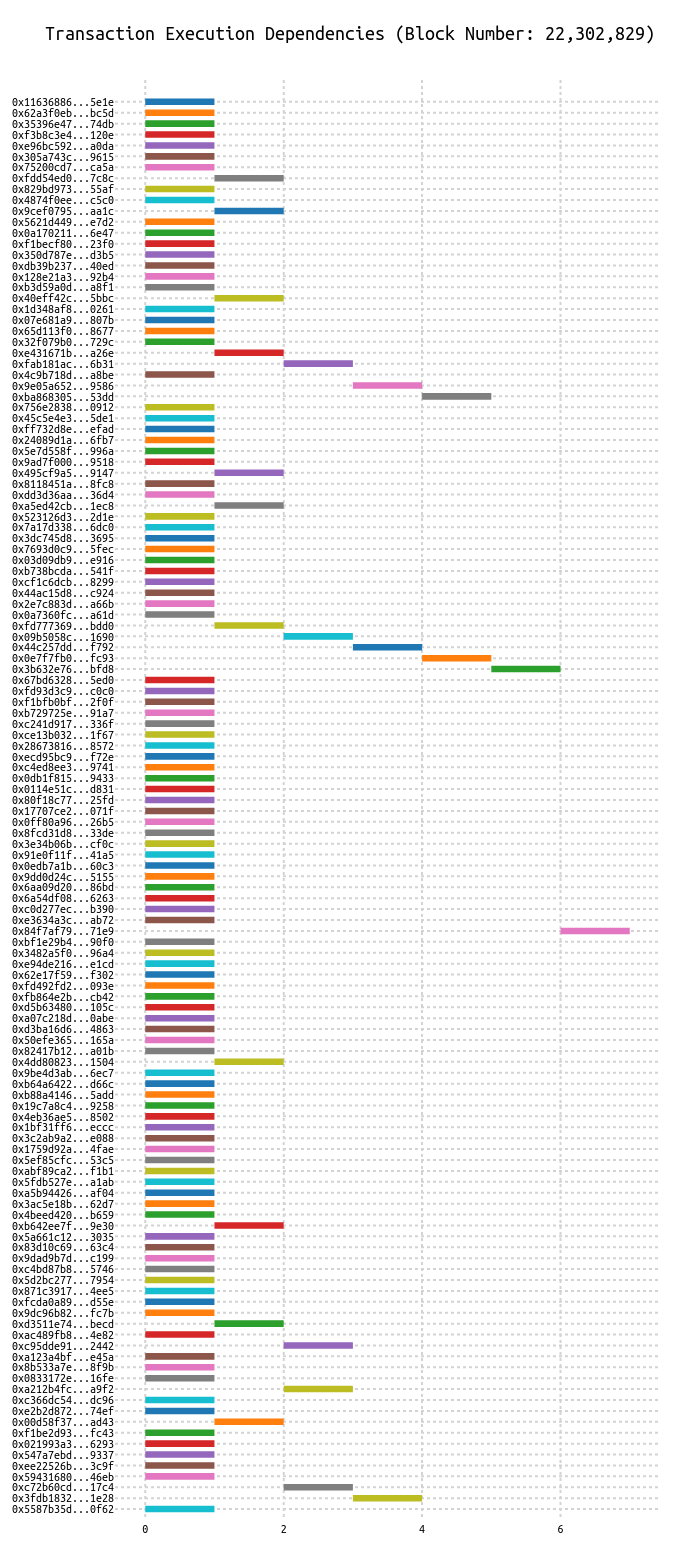 Transaction Execution Dependencies (Block Number: 22,302,829)
0x11636886...5e1e
0x62a3f0eb...bc5d
0x35396e47...74db
0xf3b8c3e4...120e
0xe96bc592...a0da
0x305a743c...9615
0x75200cd7...ca5a
0xfdd54ed0...7c8c
0x829bd973...55af
0x4874f0ee...c5c0
0x9cef0795...aa1c
0x5621d449...e7d2
0x0a170211...6e47
0xf1becf80...23f0
0x350d787e...d3b5
0xdb39b237...40ed
0x128e21a3...92b4
0xb3d59a0d...a8f1
0x40eff42c...5bbc
0x1d348af8...0261
0x07e681a9...807b
0x65d113f0...8677
0x32f079b0...729c
0xe431671b...a26e
0xfab181ac...6b31
0x4c9b718d...a8be
0x9e05a652...9586
0xba868305...53dd
0x756e2838...0912
0x45c5e4e3...5de1
0xff732d8e...efad
0x24089d1a...6fb7
0x5e7d558f...996a
0x9ad7f000...9518
0x495cf9a5...9147
0x8118451a...8fc8
0xdd3d36aa...36d4
0xa5ed42cb...1ec8
0x523126d3...2d1e
0x7a17d338...6dc0
0x3dc745d8...3695
0x7693d0c9...5fec
0x03d09db9...e916
0xb738bcda...541f
0xcf1c6dcb...8299
0x44ac15d8...c924
0x2e7c883d...a66b
0x0a7360fc...a61d
0xfd777369...bdd0
0x09b5058c...1690
0x44c257dd...f792
0x0e7f7fb0...fc93
0x3b632e76...bfd8
0x67bd6328...5ed0
0xfd93d3c9...c0c0
0xf1bfb0bf...2f0f
0xb729725e...91a7
0xc241d917...336f
0xce13b032...1f67
0x28673816...8572
0xecd95bc9...f72e
0xc4ed8ee3...9741
0x0db1f815...9433
0x0114e51c...d831
0x80f18c77...25fd
0x17707ce2...071f
0x0ff80a96...26b5
0x8fcd31d8...33de
0x3e34b06b...cf0c
0x91e0f11f...41a5
0x0edb7a1b...60c3
0x9dd0d24c...5155
0x6aa09d20...86bd
0x6a54df08...6263
0xc0d277ec...b390
0xe3634a3c...ab72
0x84f7af79...71e9
0xbf1e29b4...90f0
0x3482a5f0...96a4
0xe94de216...e1cd
0x62e17f59...f302
0xfd492fd2...093e
0xfb864e2b...cb42
0xd5b63480...105c
0xa07c218d...0abe
0xd3ba16d6...4863
0x50efe365...165a
0x82417b12...a01b
0x4dd80823...1504
0x9be4d3ab...6ec7
0xb64a6422...d66c
0xb88a4146...5add
0x19c7a8c4...9258
0x4eb36ae5...8502
0x1bf31ff6...eccc
0x3c2ab9a2...e088
0x1759d92a...4fae
0x5ef85cfc...53c5
0xabf89ca2...f1b1
0x5fdb527e...a1ab
0xa5b94426...af04
0x3ac5e18b...62d7
0x4beed420...b659
0xb642ee7f...9e30
0x5a661c12...3035
0x83d10c69...63c4
0x9dad9b7d...c199
0xc4bd87b8...5746
0x5d2bc277...7954
0x871c3917...4ee5
0xfcda0a89...d55e
0x9dc96b82...fc7b
0xd3511e74...becd
0xac489fb8...4e82
0xc95dde91...2442
0xa123a4bf...e45a
0x8b533a7e...8f9b
0x0833172e...16fe
0xa212b4fc...a9f2
0xc366dc54...dc96
0xe2b2d872...74ef
0x00d58f37...ad43
0xf1be2d93...fc43
0x021993a3...6293
0x547a7ebd...9337
0xee22526b...3c9f
0x59431680...46eb
0xc72b60cd...17c4
0x3fdb1832...1e28
0x5587b35d...0f62
0 2 4 6